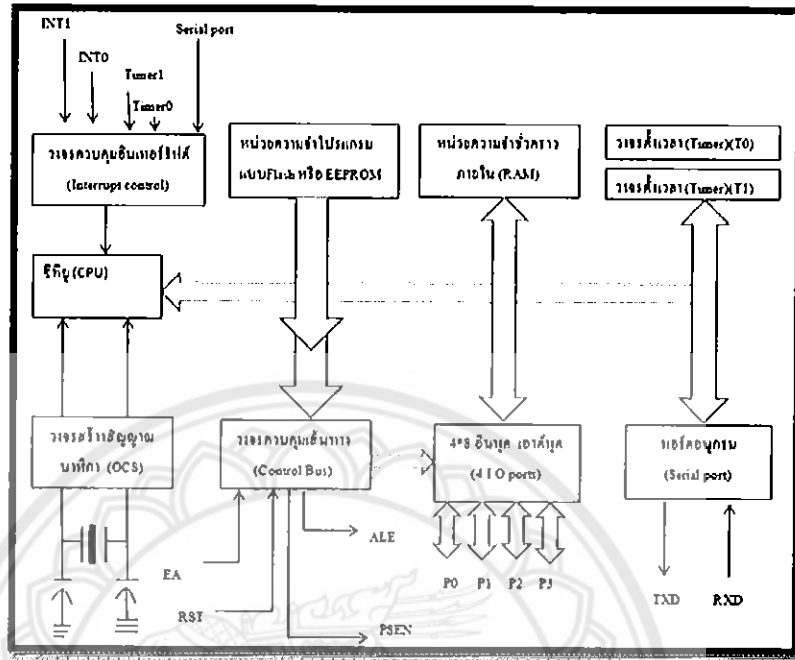 INT1
Serial port
INT0
Timer1
Timer0
วงจรควบคุมอินเทอร์รัปต์
(Interrupt control)
หน่วยความจำโปรแกรม
แบบFlash หรือ EEPROM
หน่วยความจำชั่วคราว
ภายใน (RAM)
วงจรตั้งเวลา(Timer)(T0)
วงจรตั้งเวลา(Timer)(T1)
ซีพียู (CPU)
วงจรสร้างสัญญาณ
นาฬิกา (OCS)
วงจรควบคุมเส้นทาง
(Control Bus)
4*8 อินพุต เอาต์พุต
(4 I O ports)
พอร์ตอนุกรม
(Serial port)
ALE
EA
RST
PSEN
P0
P1
P2
P3
TXD
RXD